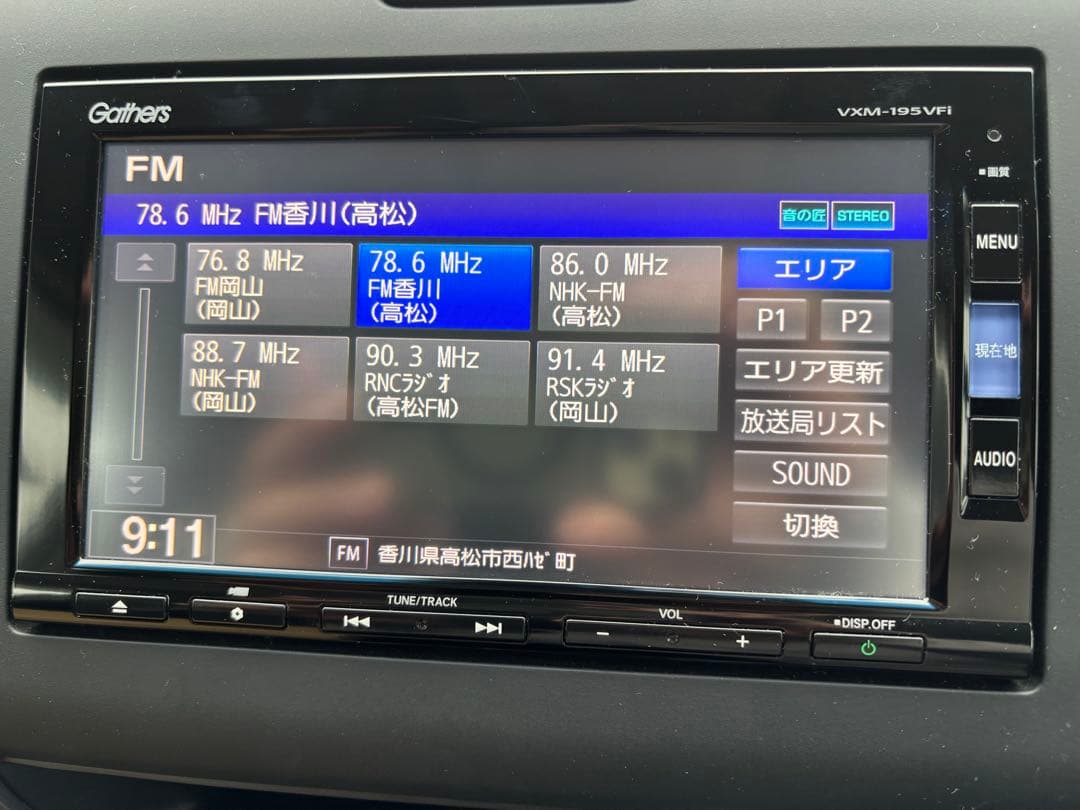 Gathers
VXM-195VFi
FM
■画質
78.6 MHz FM香川(高松)
音の匠 STEREO
MENU
76.8 MHz
FM岡山
(岡山)
78.6 MHz
FM香川
(高松)
86.0 MHz
NHK-FM
(高松)
エリア
P1 P2
現在地
88.7 MHz
NHK-FM
(岡山)
90.3 MHz
RNCﾗｼﾞｵ
(高松FM)
91.4 MHz
RSKﾗｼﾞｵ
(岡山)
エリア更新
放送局リスト
AUDIO
SOUND
切換
9:11
FM 香川県高松市西ﾊｾﾞ町
TUNE/TRACK
VOL
■DISP.OFF
− +